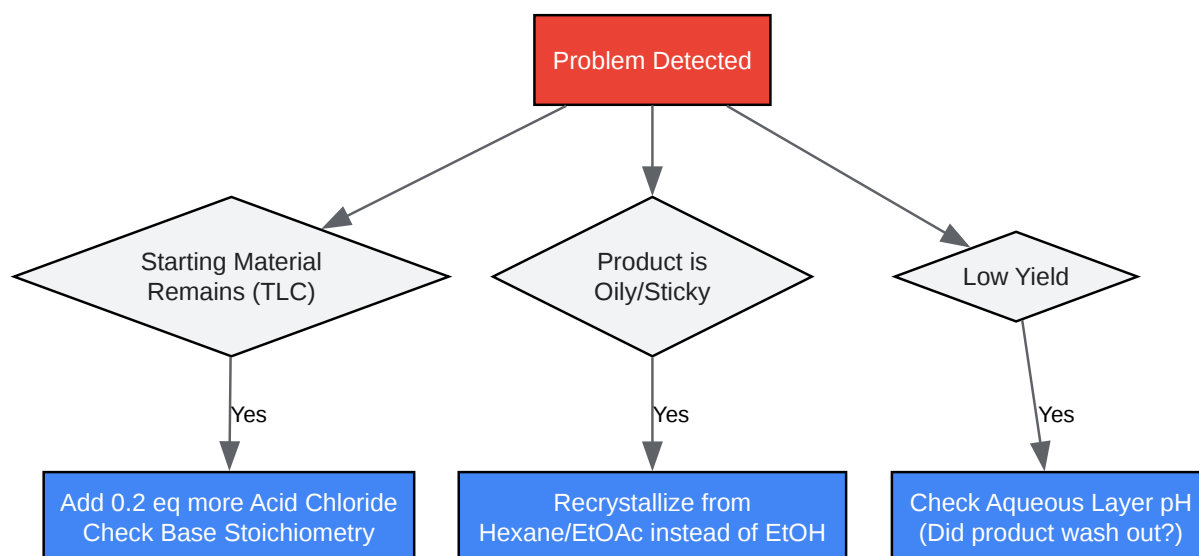 Problem Detected
Starting Material
Remains (TLC)
Product is
Oily/Sticky
Low Yield
Yes
Yes
Yes
Add 0.2 eq more Acid Chloride
Check Base Stoichiometry
Recrystallize from
Hexane/EtOAc instead of EtOH
Check Aqueous Layer pH
(Did product wash out?)